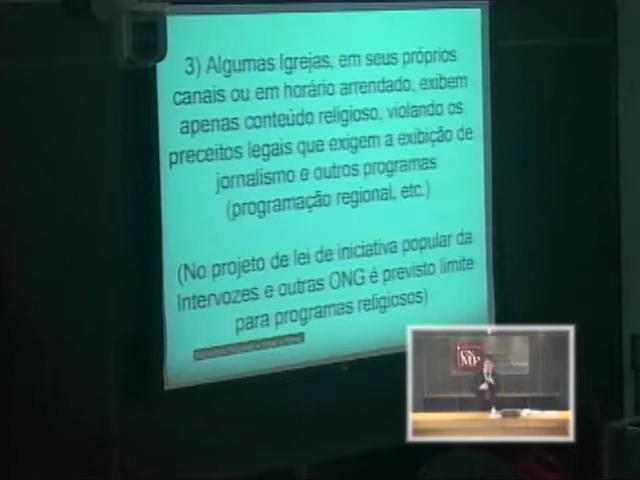 3) Algumas Igrejas, em seus próprios
canais ou em horário arrendado, exibem
apenas conteúdo religioso, violando os
preceitos legais que exigem a exibição de
jornalismo e outros programas
(programação regional, etc.)
(No projeto de lei de iniciativa popular da
Intervozes e outras ONG é previsto limite
para programas religiosos)